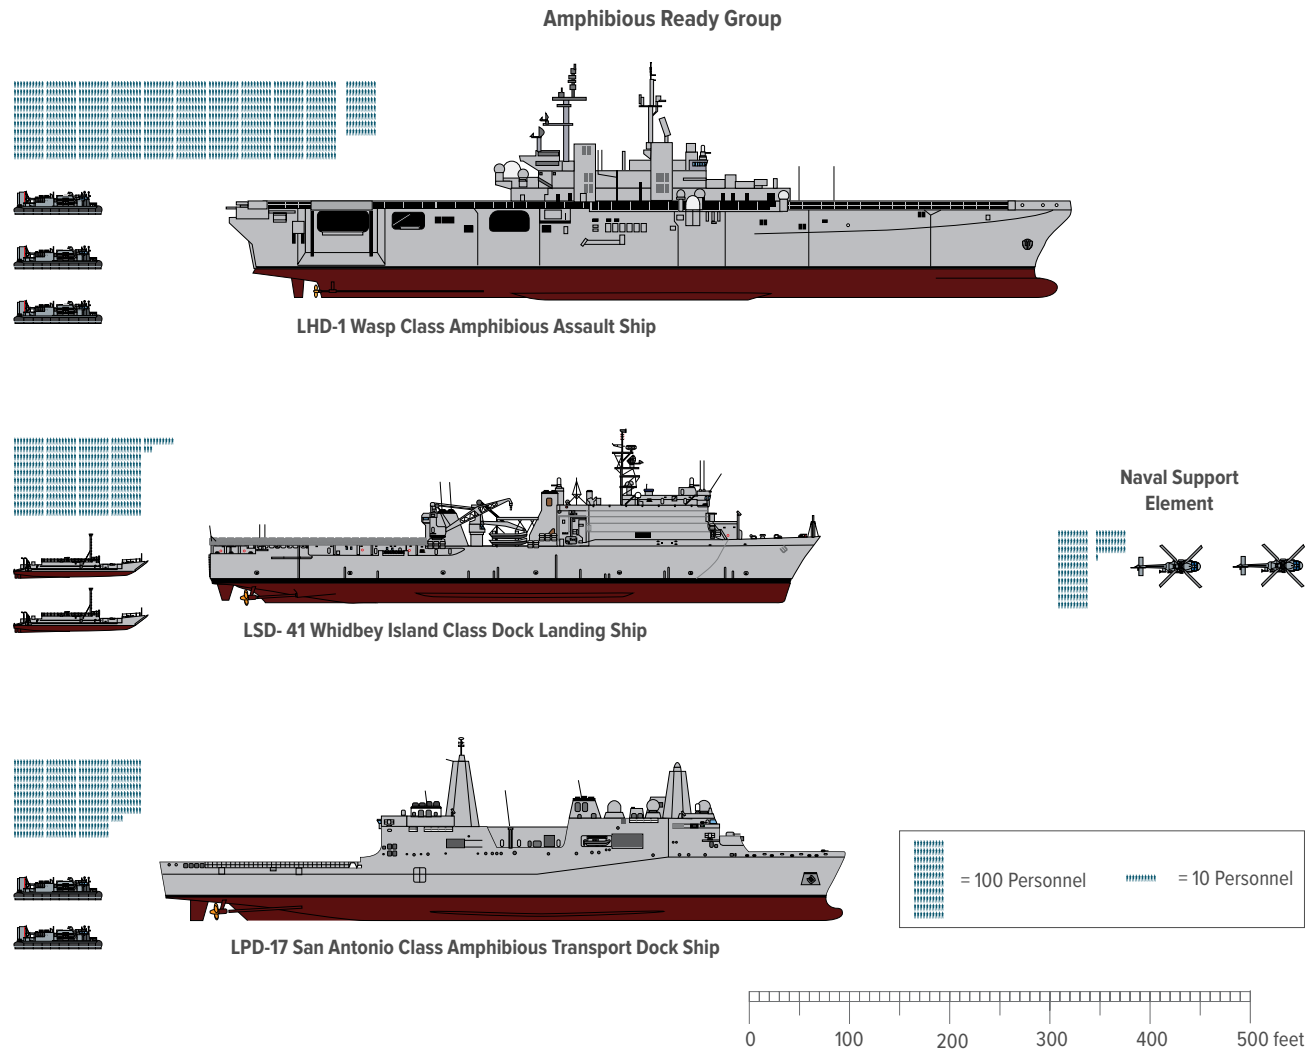 Amphibious Ready Group
LHD-1 Wasp Class Amphibious Assault Ship
Naval Support
Element
LSD- 41 Whidbey Island Class Dock Landing Ship
= 100 Personnel
= 10 Personnel
LPD-17 San Antonio Class Amphibious Transport Dock Ship
0 100 200 300 400 500 feet